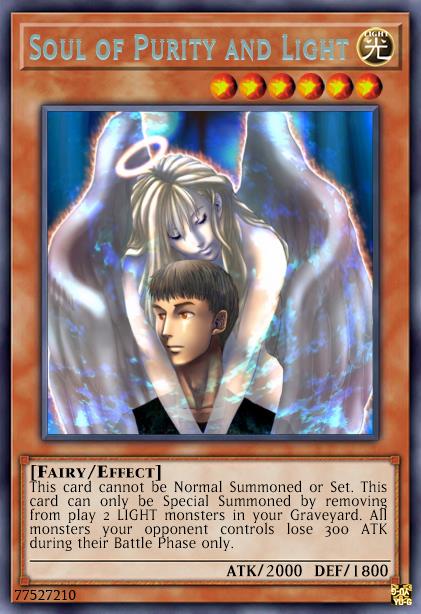 Soul of Purity and Light
LIGHT
光
[Fairy/Effect]
This card cannot be Normal Summoned or Set. This
card can only be Special Summoned by removing
from play 2 LIGHT monsters in your Graveyard. All
monsters your opponent controls lose 300 ATK
during their Battle Phase only.
ATK/2000 DEF/1800
77527210